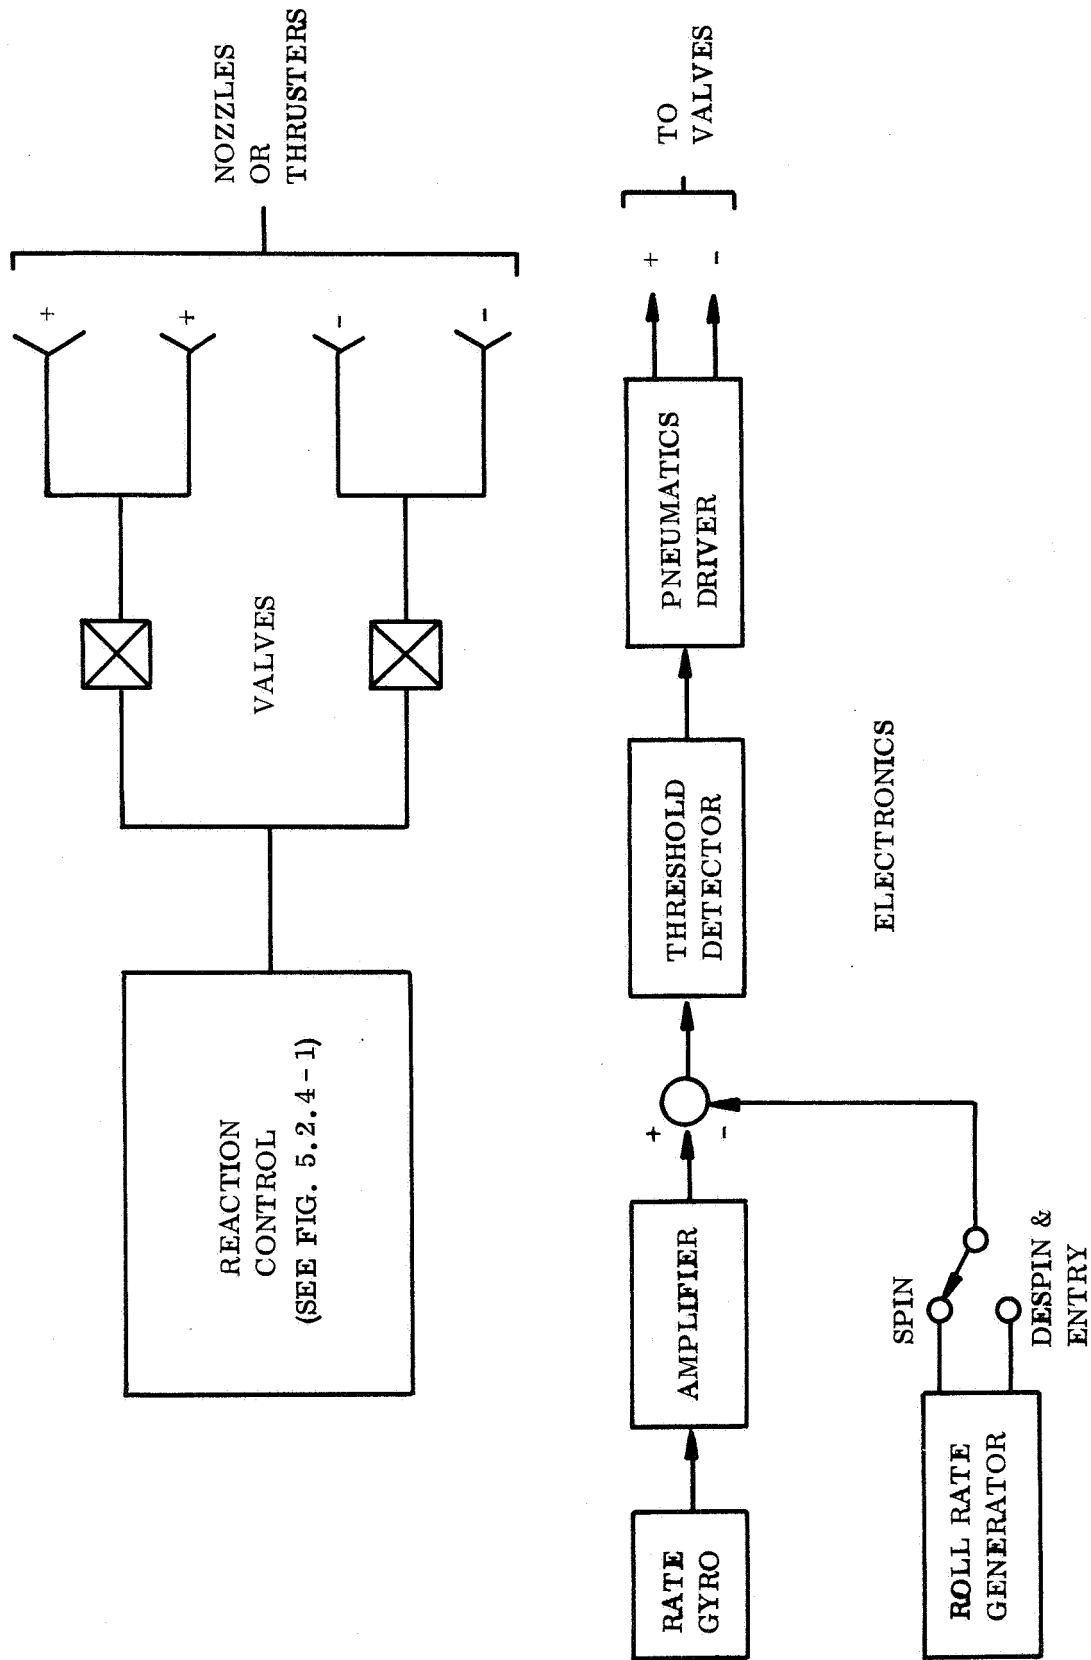 REACTION
CONTROL
(SEE FIG. 5.2.4-1)
VALVES
+
+
-
-
NOZZLES
OR
THRUSTERS
RATE
GYRO
AMPLIFIER
+
-
THRESHOLD
DETECTOR
PNEUMATICS
DRIVER
+
-
TO
VALVES
ROLL RATE
GENERATOR
SPIN
DESPIN &
ENTRY
ELECTRONICS